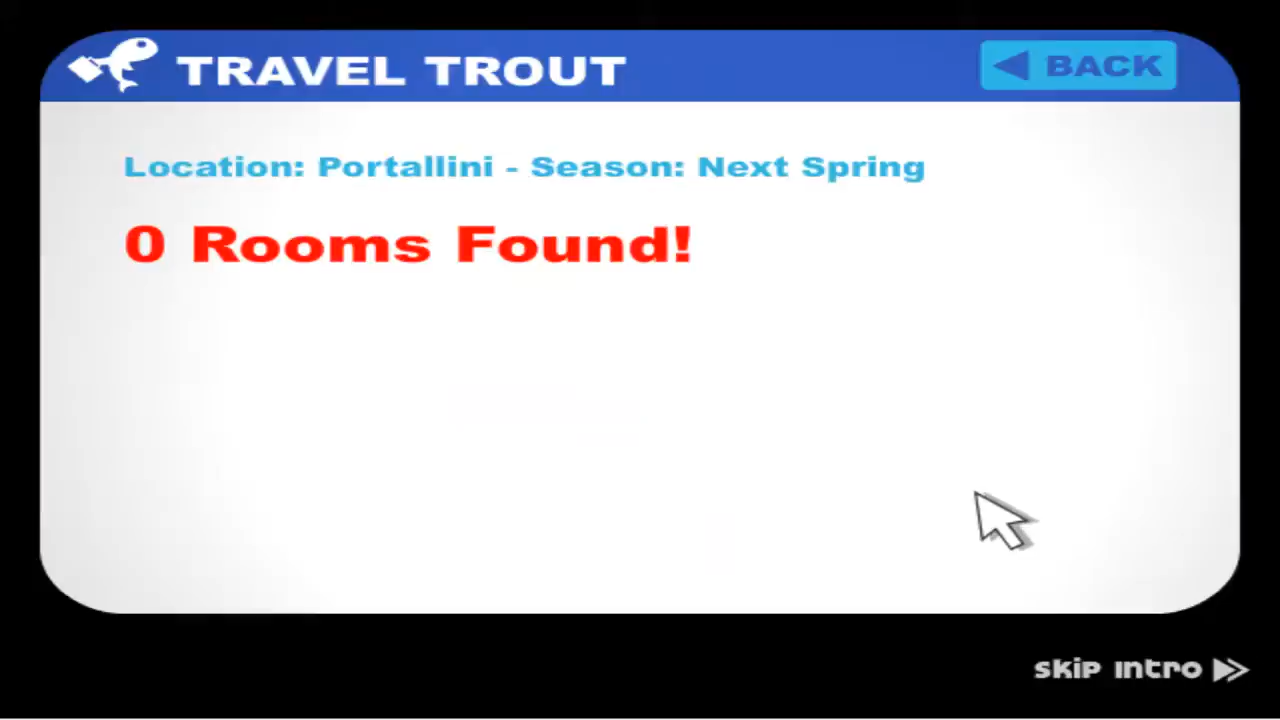 TRAVEL TROUT
BACK
Location: Portallini - Season: Next Spring
0 Rooms Found!
skip intro